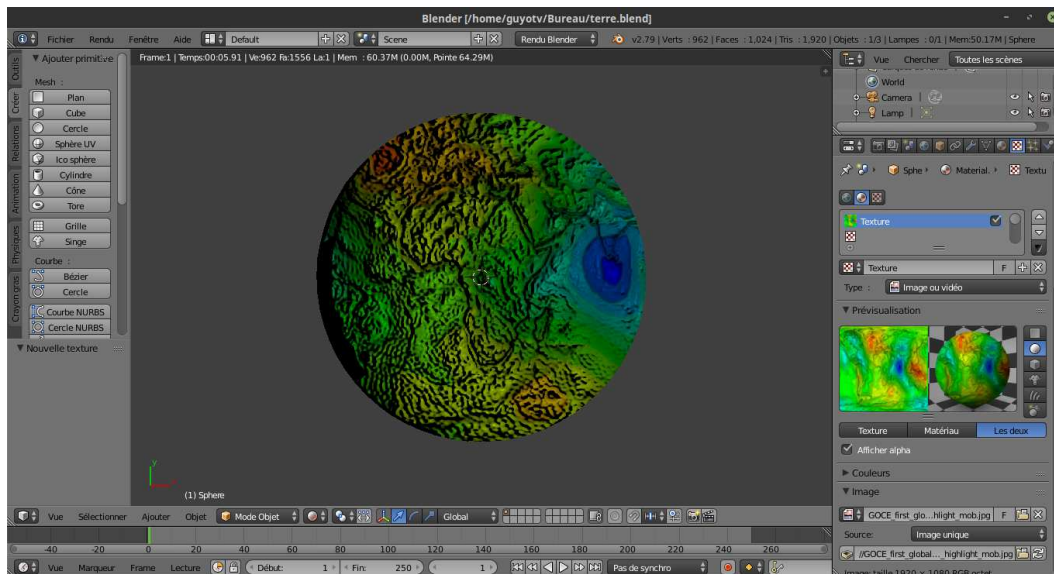 Blender [/home/guyotv/Bureau/terre.blend]
Fichier Rendu Fenêtre Aide Default Scene Rendu Blender v2.79 | Verts : 962 | Faces : 1,024 | Tris : 1,920 | Objets : 1/3 | Lampes : 0/1 | Mem:50.17M | Sphere
Frame:1 | Temps:00:05.91 | Ve:962 Fa:1556 La:1 | Mem : 60.37M (0.00M, Pointe 64.29M)
Outils
Créer
Relations
Animation
Physiques
Crayon gras
Ajouter primitive
Mesh :
Plan
Cube
Cercle
Sphère UV
Ico sphère
Cylindre
Cône
Tore
Grille
Singe
Courbe :
Bézier
Cercle
Courbe NURBS
Cercle NURBS
Nouvelle texture
y
(1) Sphere
Vue Sélectionner Ajouter Objet Mode Objet Global
-40 -20 0 20 40 60 80 100 120 140 160 180 200 220 240 260
Vue Marqueur Frame Lecture Début: 1 Fin: 250 1 Pas de synchro
Vue Chercher Toutes les scènes
World
Camera
Lamp
Sphe Material. Textu
Texture
Texture F
Type : Image ou vidéo
Prévisualisation
Texture Matériau Les deux
Afficher alpha
Couleurs
Image
GOCE_first_glo...hlight_mob.jpg F
Source: Image unique
//GOCE_first_global..._highlight_mob.jpg
Image: taille 1920 x 1080 RGB octet